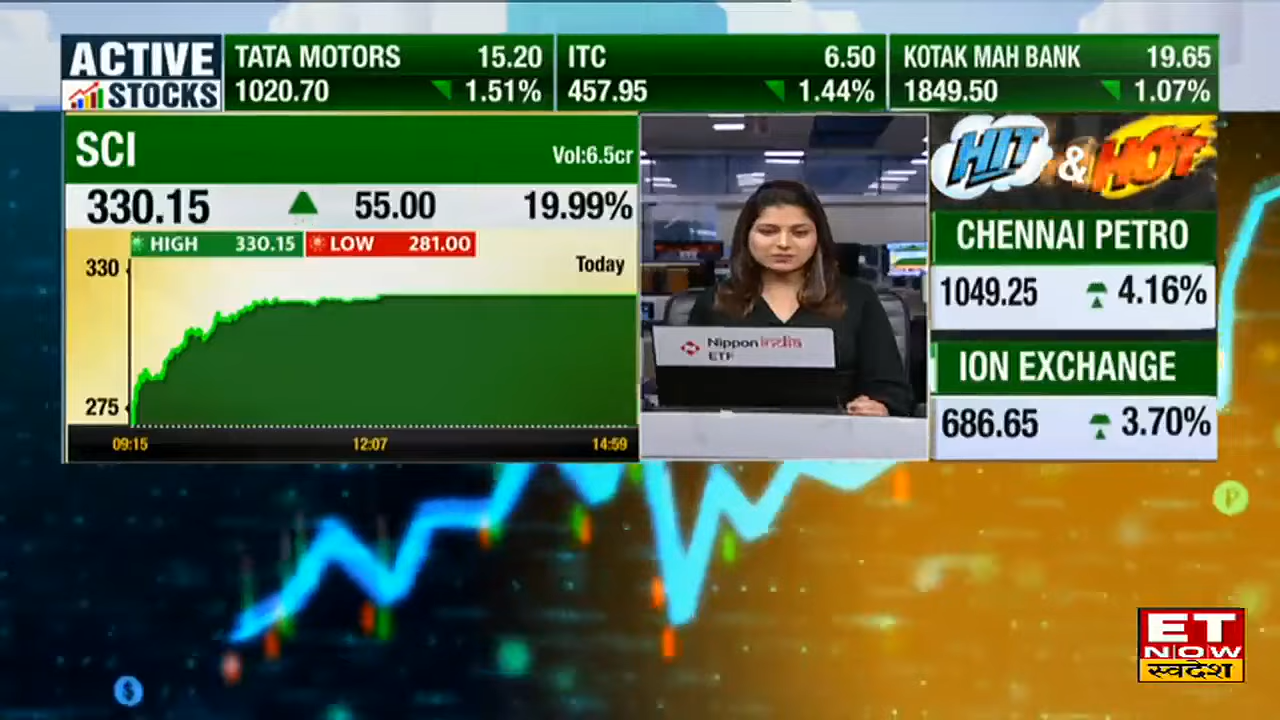 ACTIVE
STOCKS
TATA MOTORS 15.20
1020.70 1.51%
ITC 6.50
457.95 1.44%
KOTAK MAH BANK 19.65
1849.50 1.07%
SCI
Vol:6.5cr
330.15 55.00 19.99%
HIGH 330.15 LOW 281.00
Today
330
275
09:15 12:07 14:59
Nippon india
ETF
HIT & HOT
CHENNAI PETRO
1049.25 4.16%
ION EXCHANGE
686.65 3.70%
ET
NOW
स्वदेश